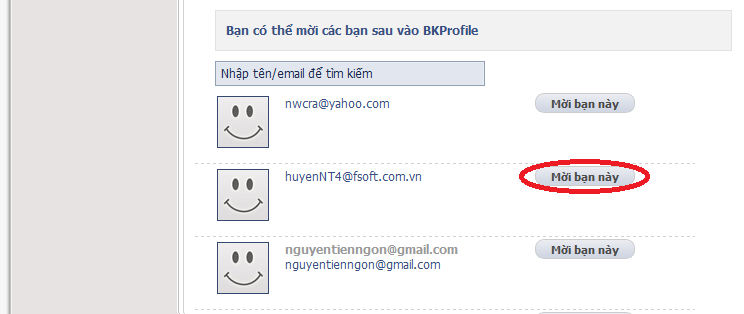 Bạn có thể mời các bạn sau vào BKProfile
Nhập tên/email để tìm kiếm
nwcra@yahoo.com
Mời bạn này
huyenNT4@fsoft.com.vn
Mời bạn này
nguyentienngon@gmail.com
Mời bạn này
nguyentienngon@gmail.com